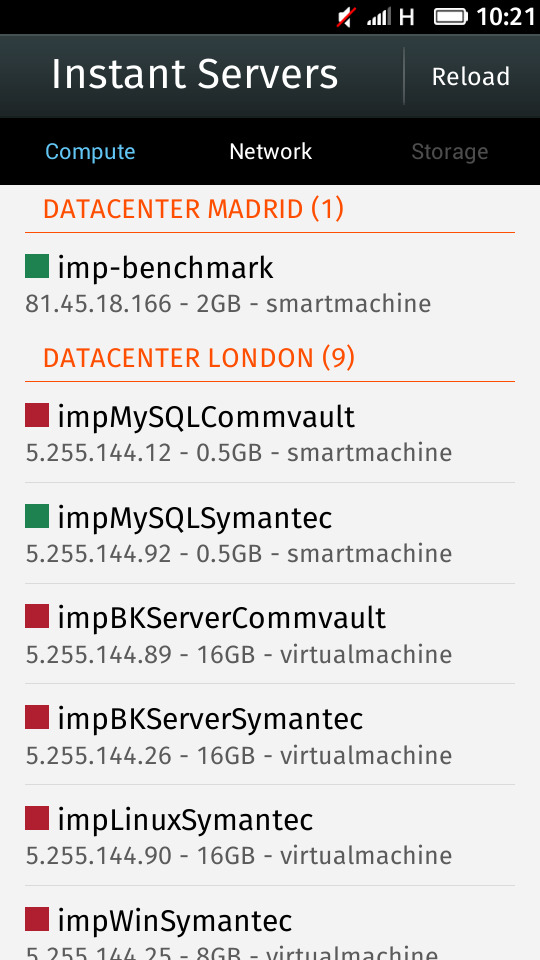 H 10:21
Instant Servers
Reload
Compute Network Storage
DATACENTER MADRID (1)
imp-benchmark
81.45.18.166 - 2GB - smartmachine
DATACENTER LONDON (9)
impMySQLCommvault
5.255.144.12 - 0.5GB - smartmachine
impMySQLSymantec
5.255.144.92 - 0.5GB - smartmachine
impBKServerCommvault
5.255.144.89 - 16GB - virtualmachine
impBKServerSymantec
5.255.144.26 - 16GB - virtualmachine
impLinuxSymantec
5.255.144.90 - 16GB - virtualmachine
impWinSymantec
5.255.144.25 - 8GB - virtualmachine